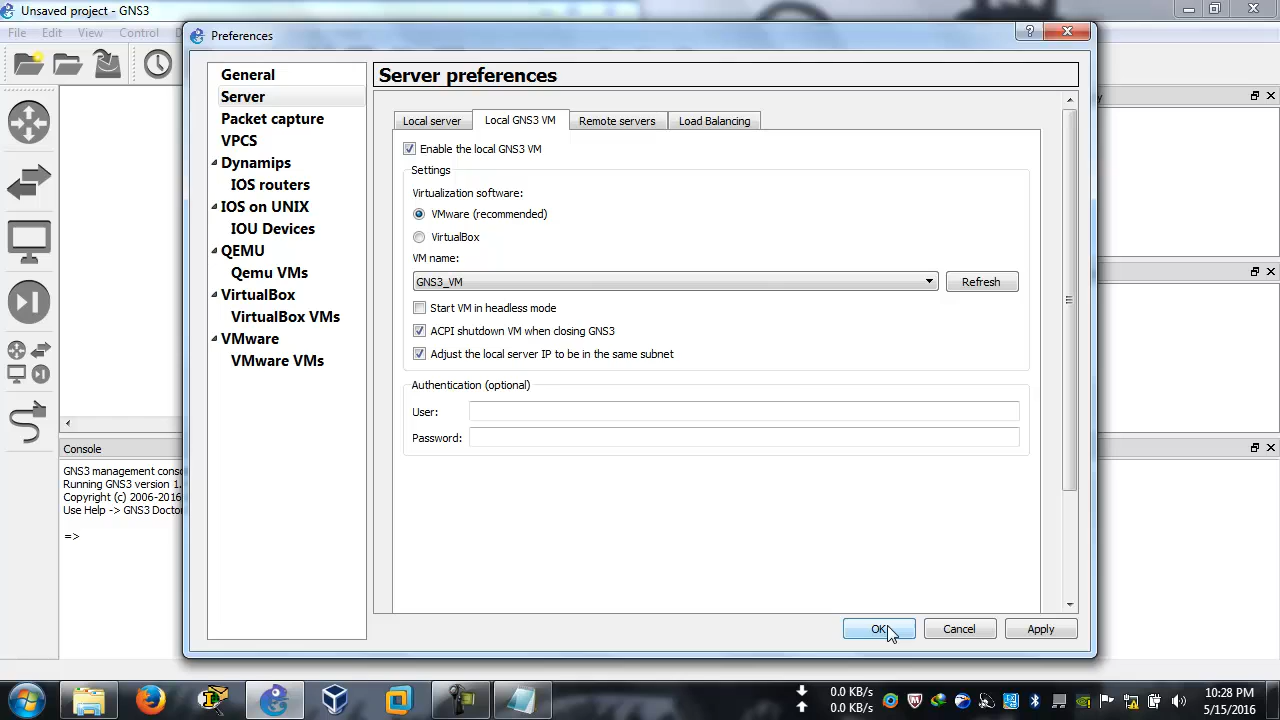 Unsaved project - GNS3
File Edit View Control
Preferences
General
Server
Packet capture
VPCS
Dynamips
IOS routers
IOS on UNIX
IOU Devices
QEMU
Qemu VMs
VirtualBox
VirtualBox VMs
VMware
VMware VMs
Server preferences
Local server Local GNS3 VM Remote servers Load Balancing
Enable the local GNS3 VM
Settings
Virtualization software:
VMware (recommended)
VirtualBox
VM name:
GNS3_VM Refresh
Start VM in headless mode
ACPI shutdown VM when closing GNS3
Adjust the local server IP to be in the same subnet
Authentication (optional)
User:
Password:
OK Cancel Apply
Console
GNS3 management
Running GNS3 version 1.
Copyright (c) 2006-2016
Use Help -> GNS3
=>
0.0 KB/s
0.0 KB/s
10:28 PM
5/15/2016